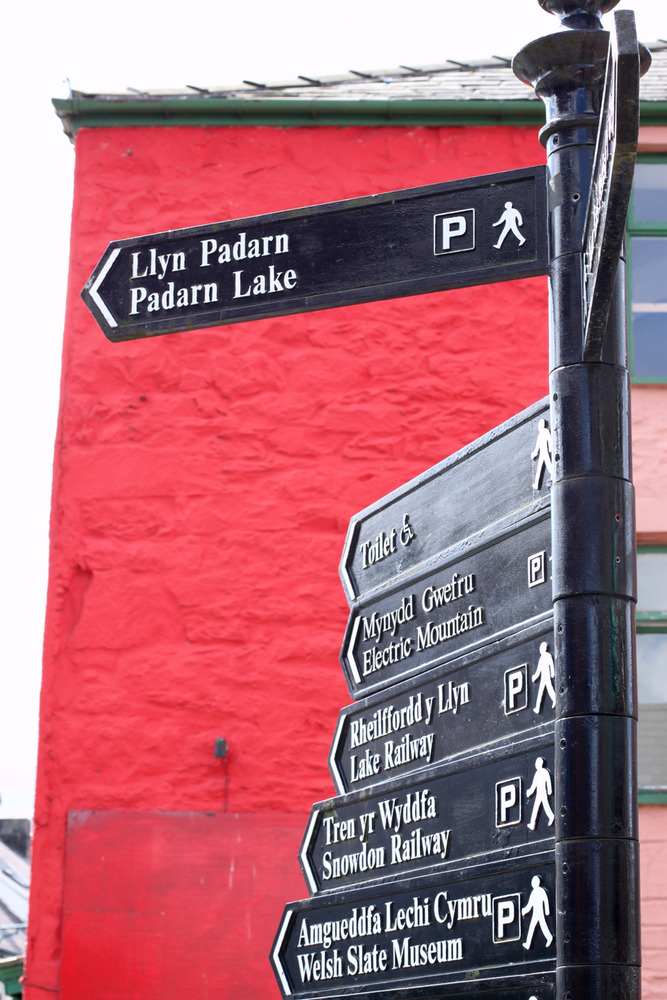 Llyn Padarn P
Padarn Lake
Toilet
Mynydd Gwefru P
Electric Mountain
Rheilffordd y Llyn P
Lake Railway
Tren yr Wyddfa P
Snowdon Railway
Amgueddfa Lechi Cymru P
Welsh Slate Museum